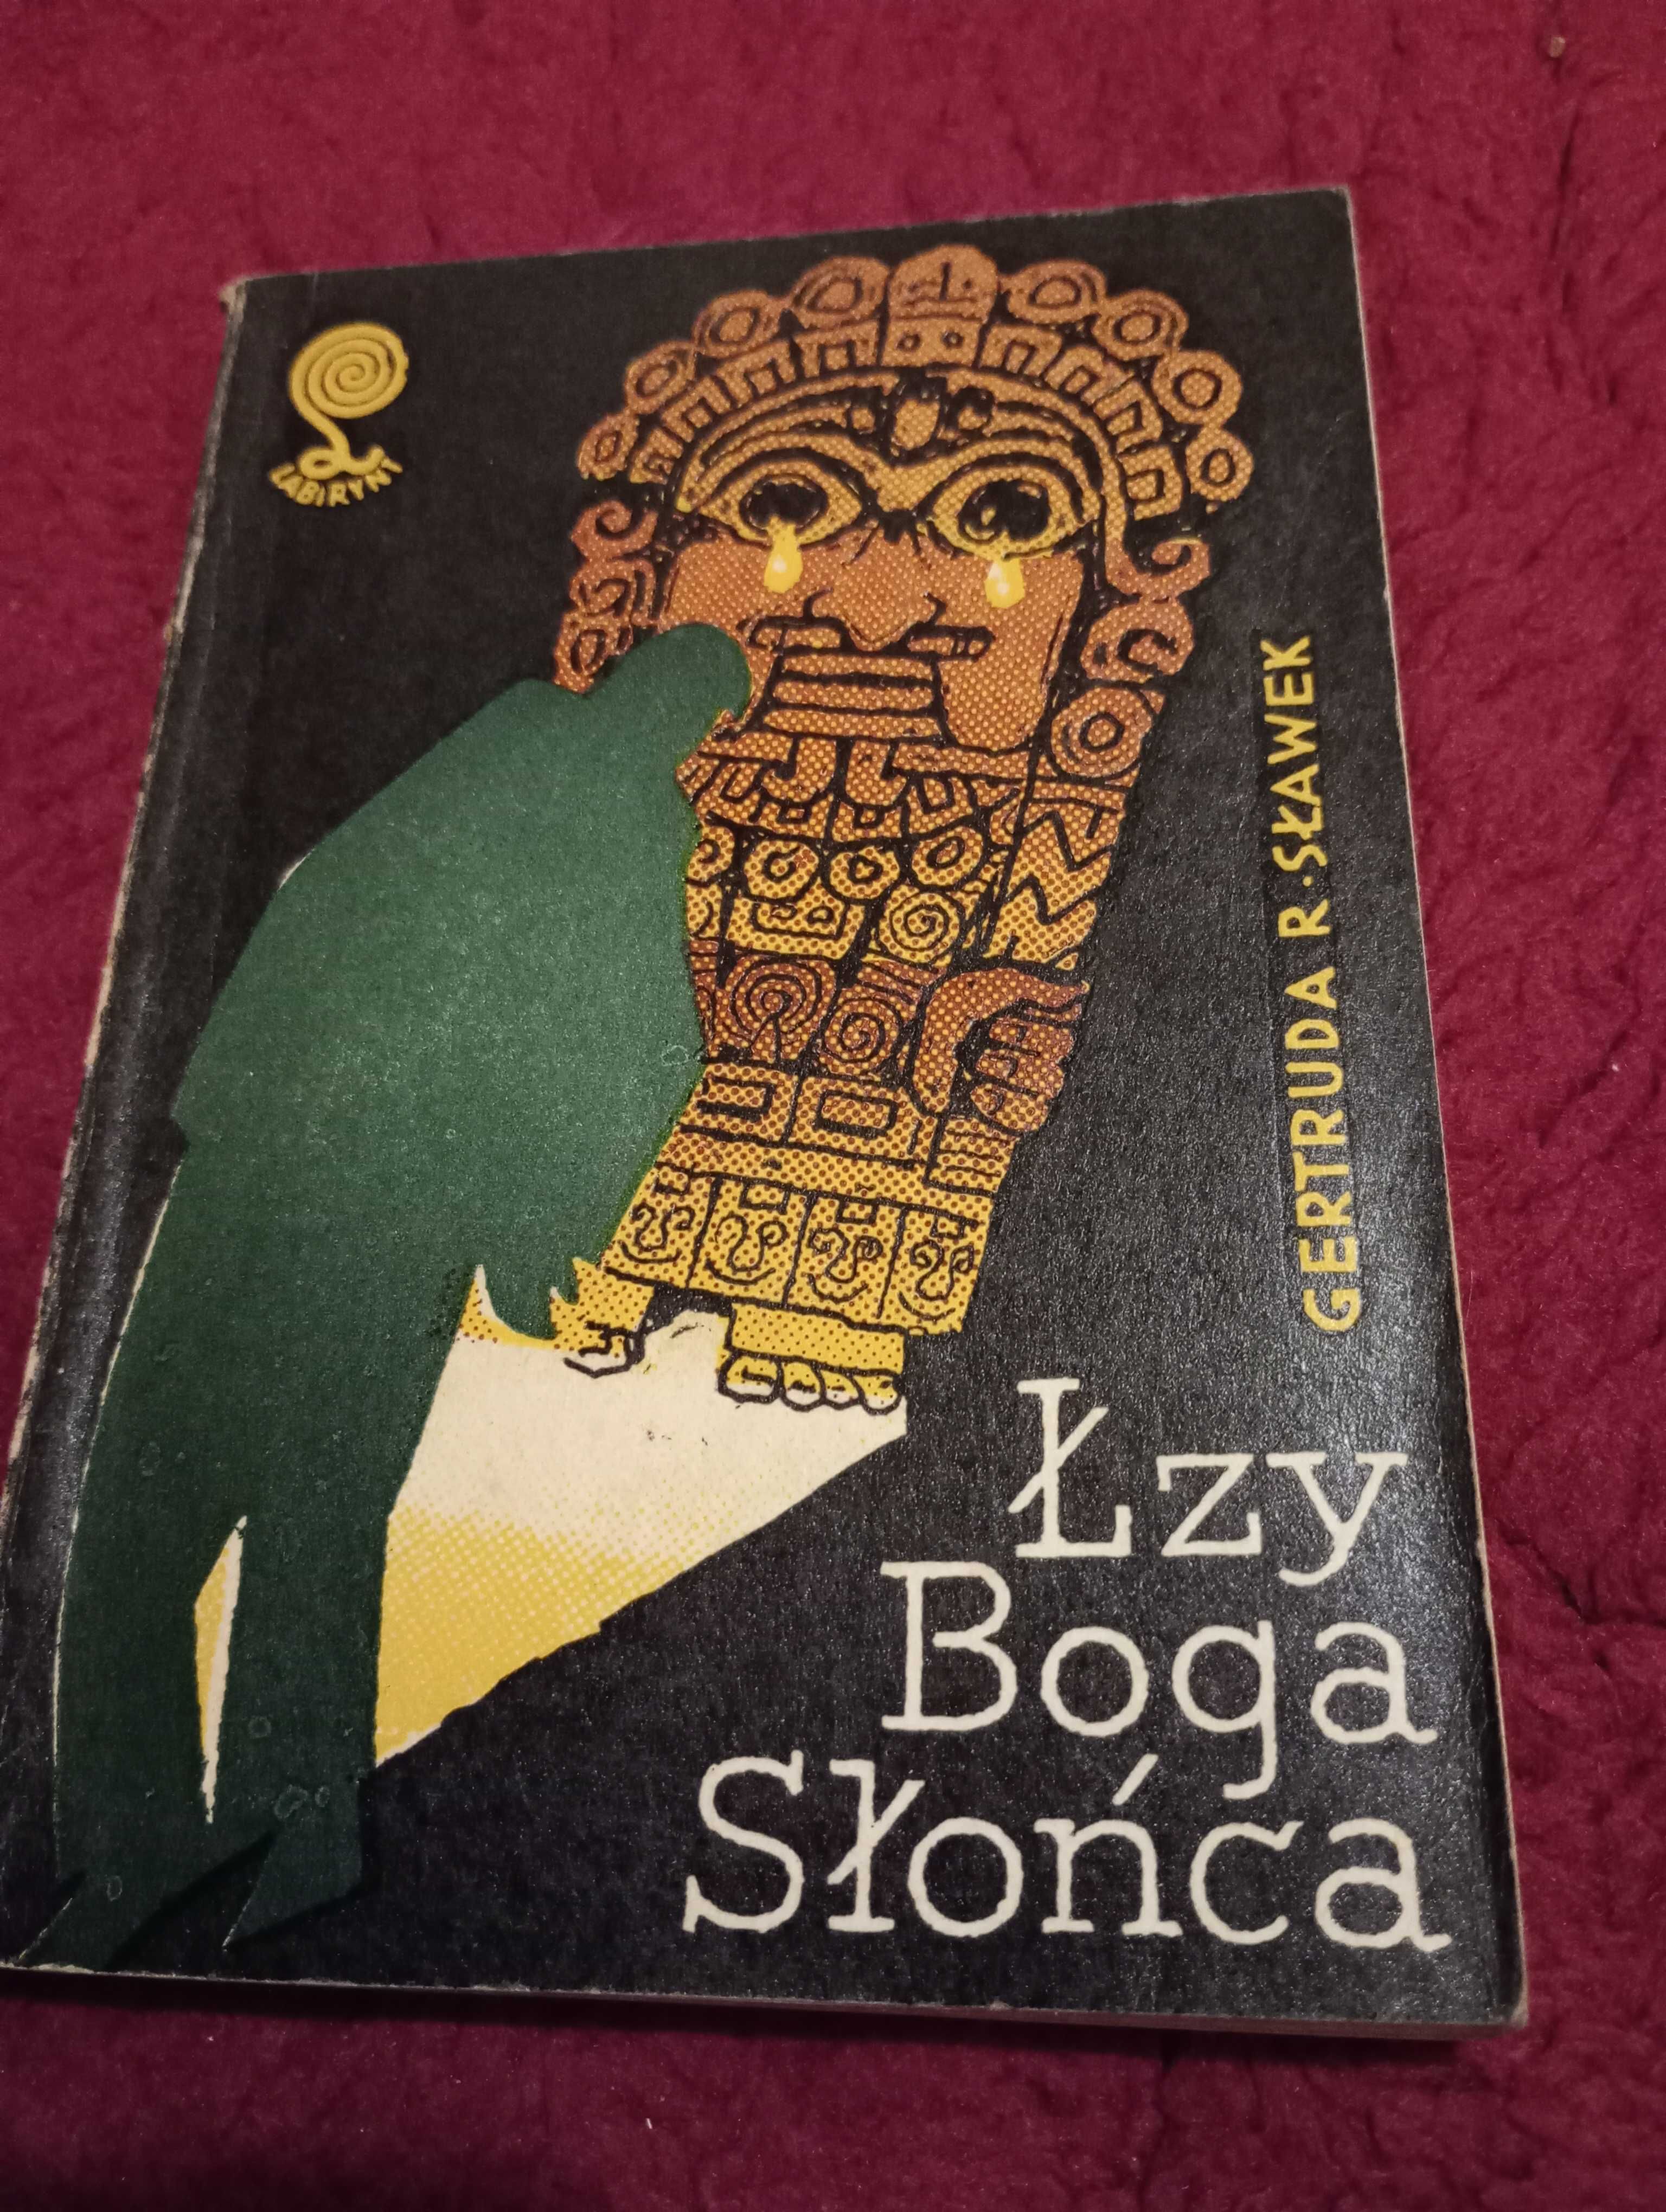 LABIRYNT
GERTRUDA R. SŁAWEK
Łzy
Boga
Słońca